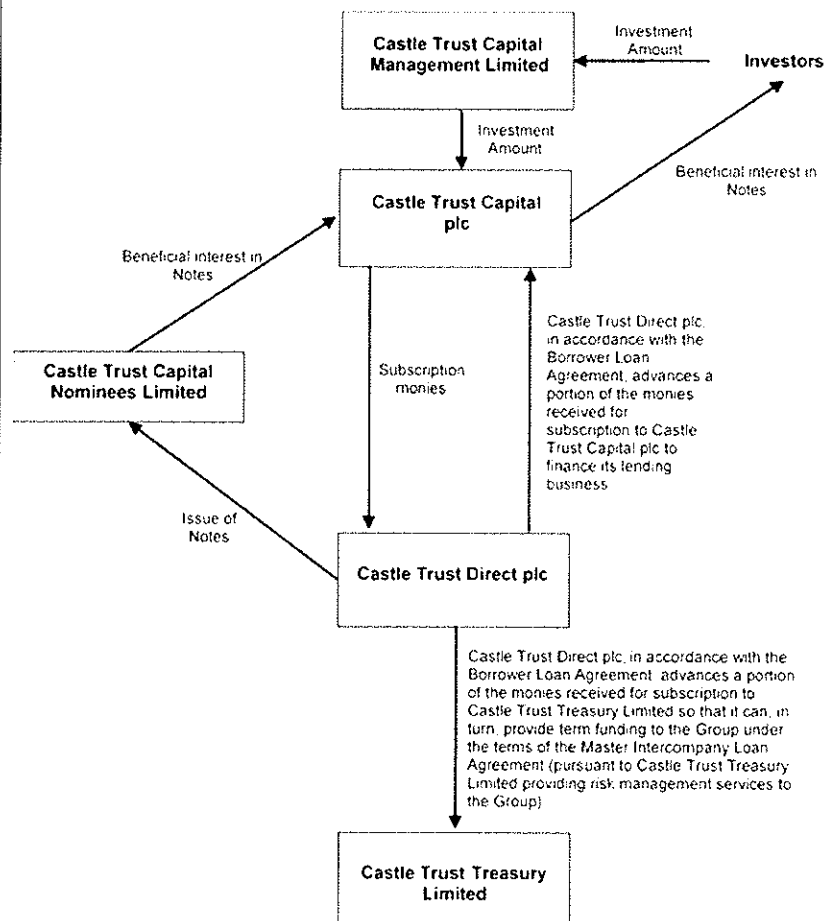 Castle Trust Capital
Management Limited
Investment
Amount
Investors
Investment
Amount
Beneficial interest in
Notes
Castle Trust Capital
plc
Beneficial interest in
Notes
Castle Trust Capital
Nominees Limited
Subscription
monies
Castle Trust Direct plc,
in accordance with the
Borrower Loan
Agreement, advances a
portion of the monies
received for
subscription to Castle
Trust Capital plc to
finance its lending
business
Issue of
Notes
Castle Trust Direct plc
Castle Trust Direct plc, in accordance with the
Borrower Loan Agreement advances a portion
of the monies received for subscription to
Castle Trust Treasury Limited so that it can, in
turn, provide term funding to the Group under
the terms of the Master Intercompany Loan
Agreement (pursuant to Castle Trust Treasury
Limited providing risk management services to
the Group)
Castle Trust Treasury
Limited